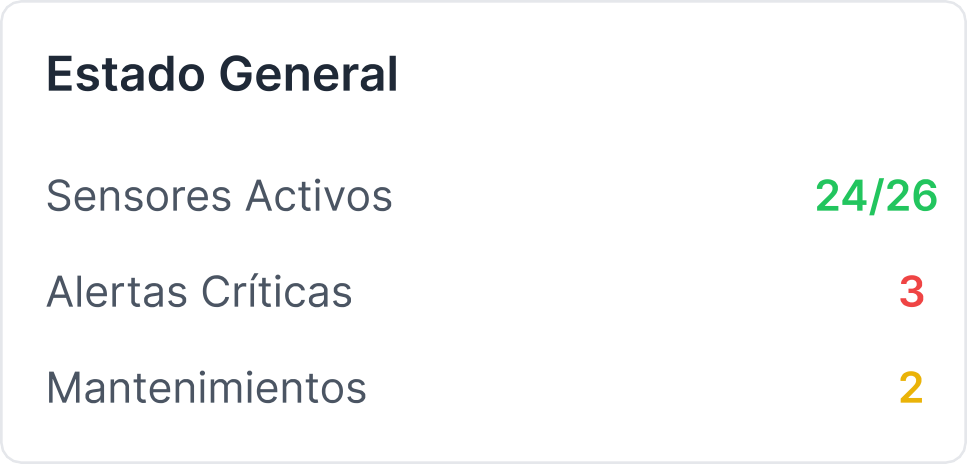 Estado General
Sensores Activos 24/26
Alertas Críticas 3
Mantenimientos 2